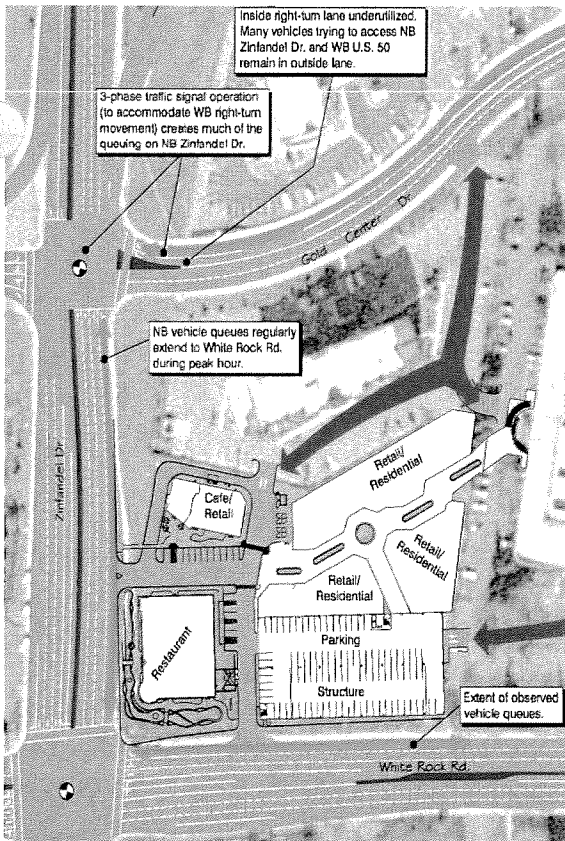 Inside right-turn lane underutilized.
Many vehicles trying to access NB
Zinfandel Dr. and WB U.S. 50
remain in outside lane.
3-phase traffic signal operation
(to accommodate WB right-turn
movement) creates much of the
queuing on NB Zinfandel Dr.
Gold Center Dr
NB vehicle queues regularly
extend to White Rock Rd.
during peak hour.
Zinfandel Dr.
Retail/
Residential
Cafe/
Retail
Retail/
Residential
Retail/
Residential
Restaurant
Parking
Structure
Extent of observed
vehicle queues.
White Rock Rd.